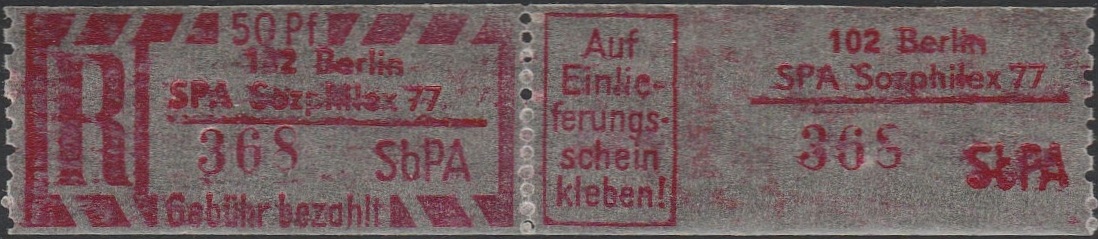 50 Pf
R
102 Berlin
SPA Sozphilex 77
368
SbPA
Gebühr bezahlt
Auf
Einlie-
ferungs-
schein
kleben!
102 Berlin
SPA Sozphilex 77
368
SbPA